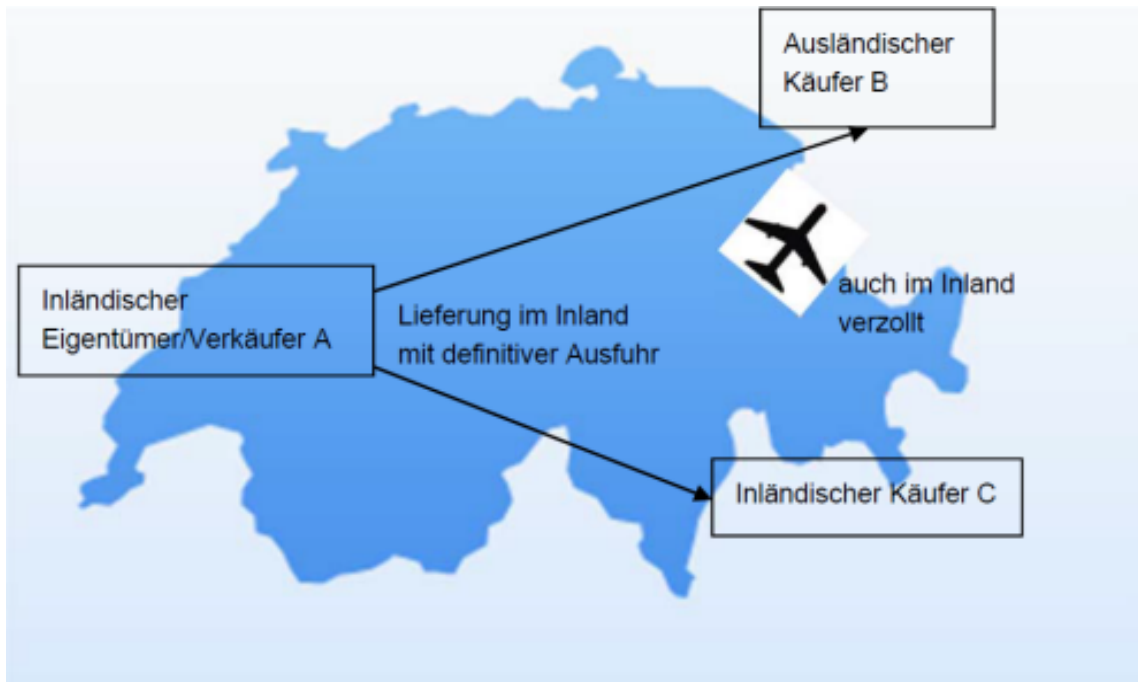 Ausländischer
Käufer B
Inländischer
Eigentümer/Verkäufer A
Lieferung im Inland
mit definitiver Ausfuhr
auch im Inland
verzollt
Inländischer Käufer C